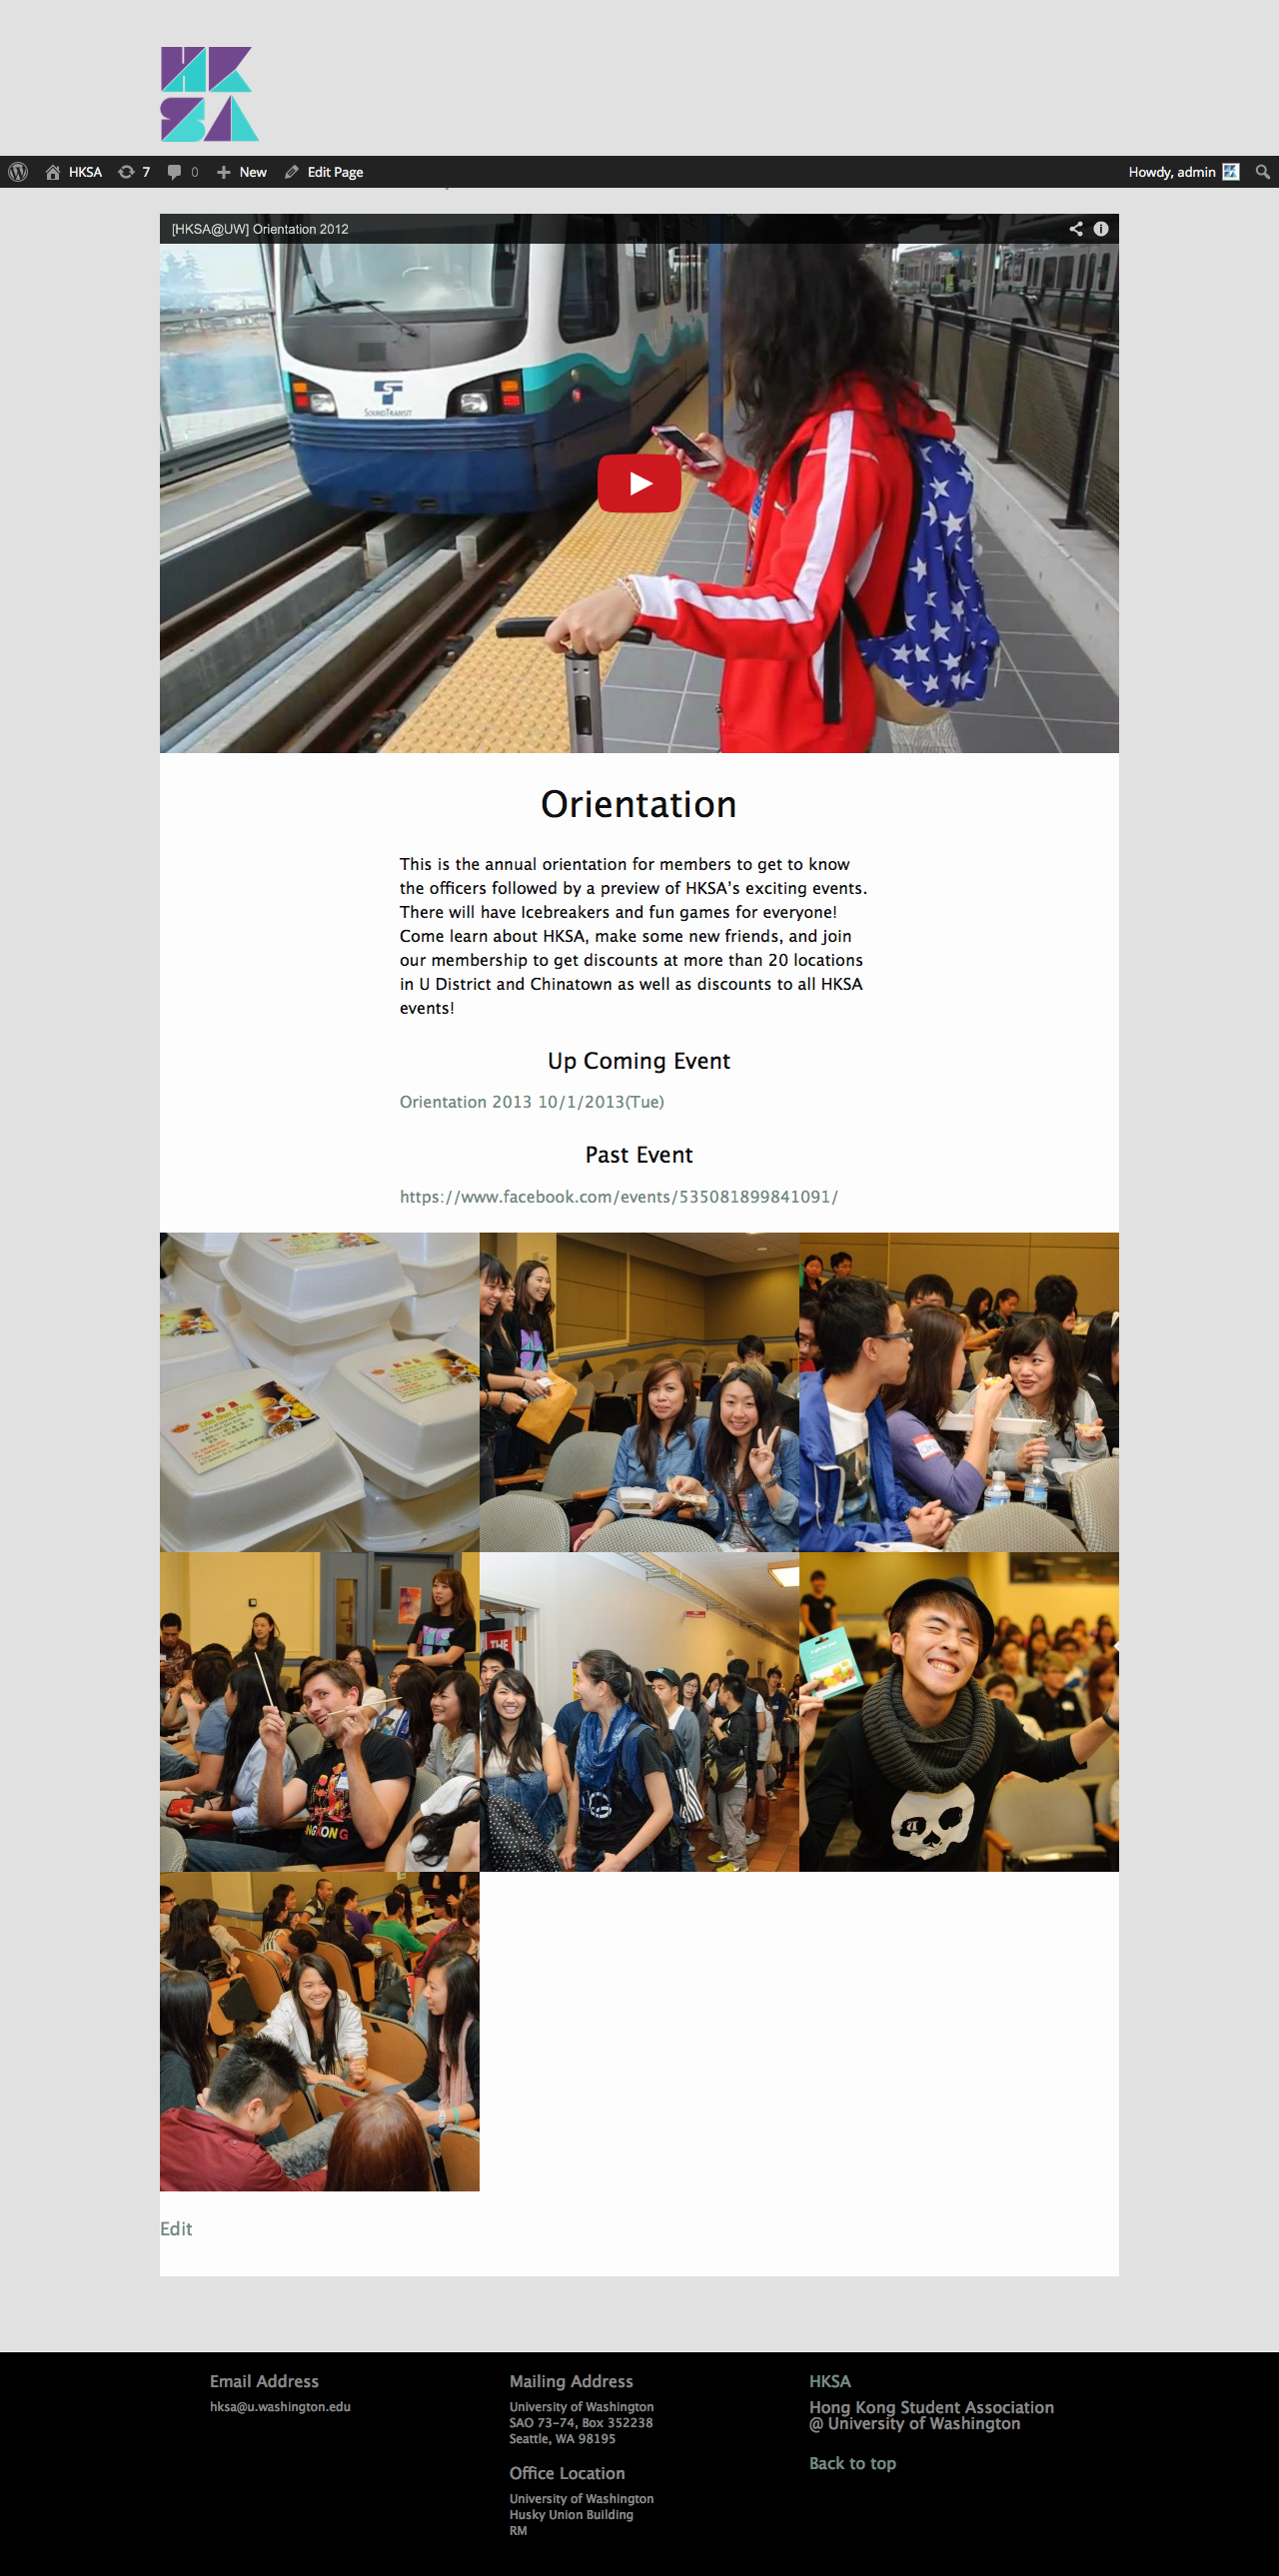 HK
SA
HKSA 7 0 New Edit Page Howdy, admin
[HKSA@UW] Orientation 2012
SOUNDTRANSIT
Orientation
This is the annual orientation for members to get to know
the officers followed by a preview of HKSA's exciting events.
There will have Icebreakers and fun games for everyone!
Come learn about HKSA, make some new friends, and join
our membership to get discounts at more than 20 locations
in U District and Chinatown as well as discounts to all HKSA
events!
Up Coming Event
Orientation 2013 10/1/2013(Tue)
Past Event
https://www.facebook.com/events/535081899841091/
THE
NGKONG
Edit
Email Address
hksa@u.washington.edu
Mailing Address
University of Washington
SAO 73-74, Box 352238
Seattle, WA 98195
Office Location
University of Washington
Husky Union Building
RM
HKSA
Hong Kong Student Association
@ University of Washington
Back to top